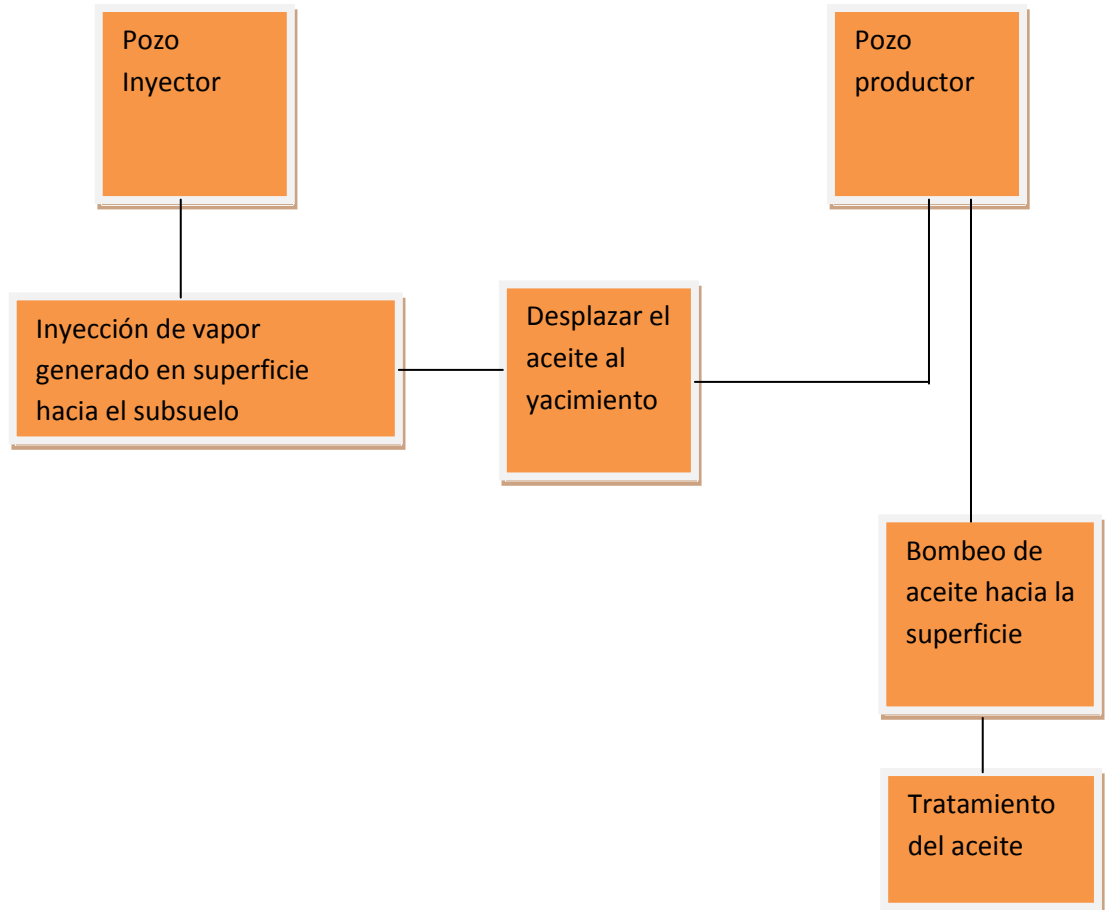 Pozo
Inyector
Pozo
productor
Inyección de vapor
generado en superficie
hacia el subsuelo
Desplazar el
aceite al
yacimiento
Bombeo de
aceite hacia la
superficie
Tratamiento
del aceite